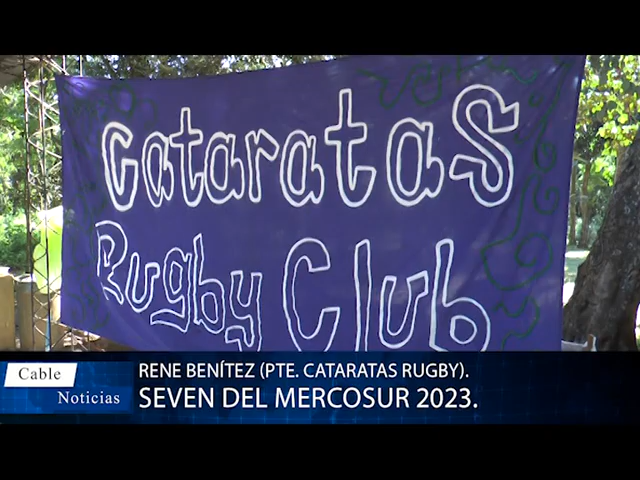 Cataratas
Rugby Club
RENE BENÍTEZ (PTE. CATARATAS RUGBY).
Cable
Noticias
SEVEN DEL MERCOSUR 2023.